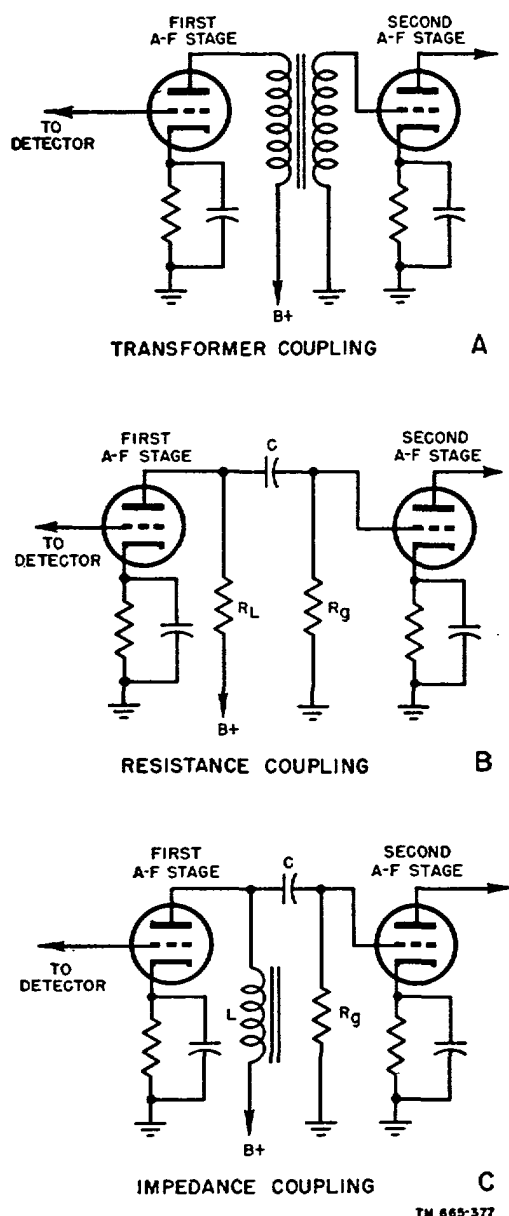 FIRST
A-F STAGE
SECOND
A-F STAGE
TO
DETECTOR
B+
TRANSFORMER COUPLING
A
FIRST
A-F STAGE
C
SECOND
A-F STAGE
TO
DETECTOR
RL
Rg
B+
RESISTANCE COUPLING
B
FIRST
A-F STAGE
C
SECOND
A-F STAGE
TO
DETECTOR
L
Rg
B+
IMPEDANCE COUPLING
C
TM 665-377